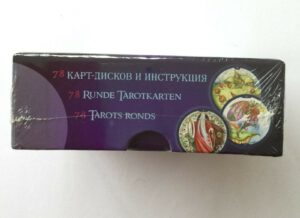 78 КАРТ-ДИСКОВ И ИНСТРУКЦИЯ
78 RUNDE TAROTKARTEN
78 TAROTS RONDS